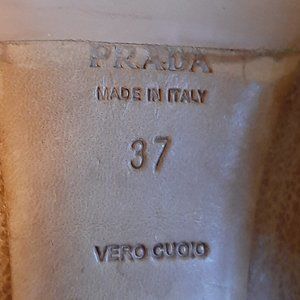 PRADA
MADE IN ITALY
37
VERO CUOIO